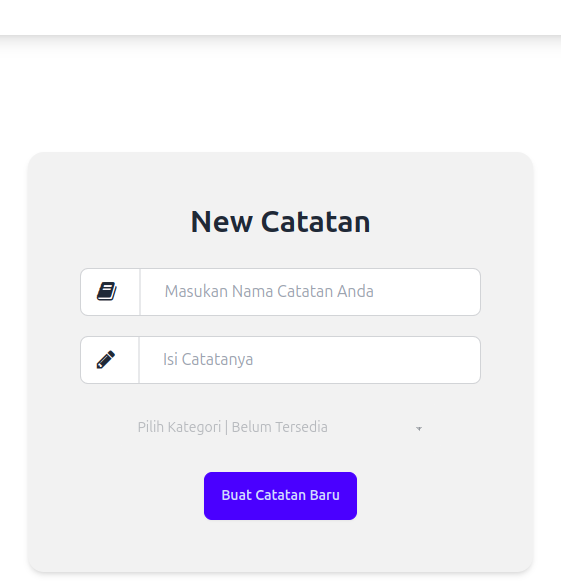 New Catatan
Masukan Nama Catatan Anda
Isi Catatanya
Pilih Kategori | Belum Tersedia
Buat Catatan Baru